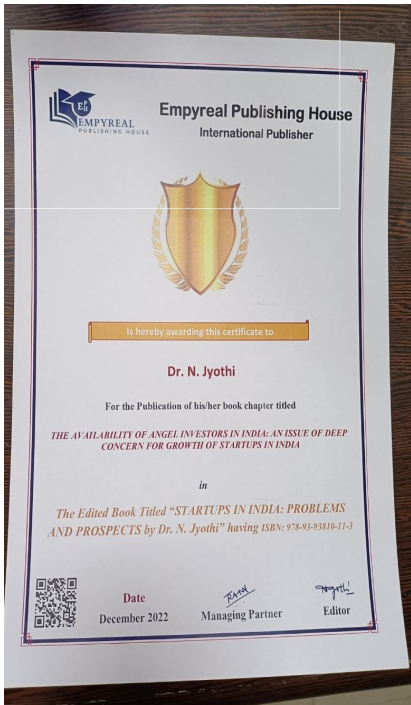 EPH
EMPYREAL
PUBLISHING HOUSE
Empyreal Publishing House
International Publisher
Is hereby awarding this certificate to
Dr. N. Jyothi
For the Publication of his/her book chapter titled
THE AVAILABILITY OF ANGEL INVESTORS IN INDIA: AN ISSUE OF DEEP
CONCERN FOR GROWTH OF STARTUPS IN INDIA
in
The Edited Book Titled “STARTUPS IN INDIA: PROBLEMS
AND PROSPECTS by Dr. N. Jyothi” having ISBN: 978-93-93810-11-3
Date
December 2022
Managing Partner
Editor